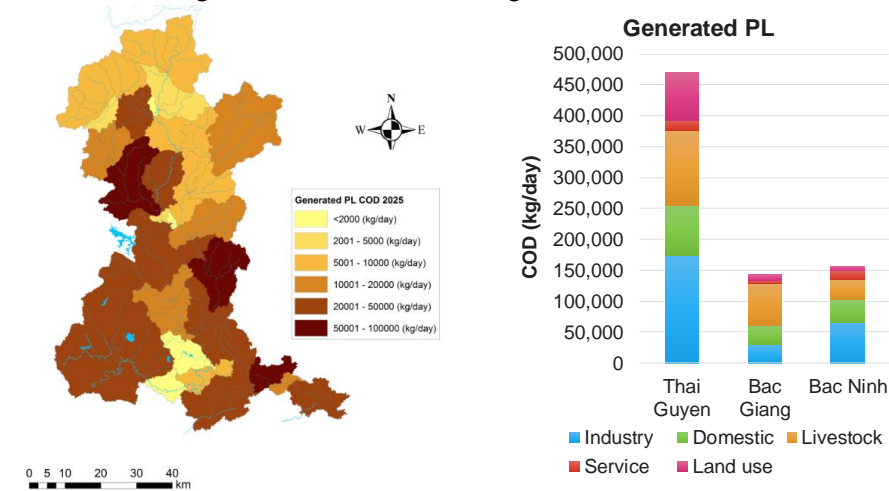 N
W E
S
Generated PL COD 2025
<2000 (kg/day)
2001 - 5000 (kg/day)
5001 - 10000 (kg/day)
10001 - 20000 (kg/day)
20001 - 50000 (kg/day)
50001 - 100000 (kg/day)
0 5 10 20 30 40
km
Generated PL
COD (kg/day)
500,000
450,000
400,000
350,000
300,000
250,000
200,000
150,000
100,000
50,000
0
Thai Guyen
Bac Giang
Bac Ninh
Industry Domestic Livestock
Service Land use